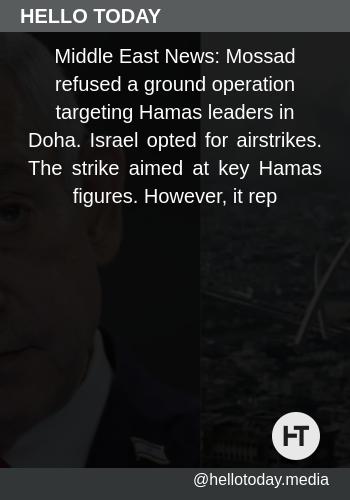 HELLO TODAY
Middle East News: Mossad
refused a ground operation
targeting Hamas leaders in
Doha. Israel opted for airstrikes.
The strike aimed at key Hamas
figures. However, it rep
HT
@hellotoday.media